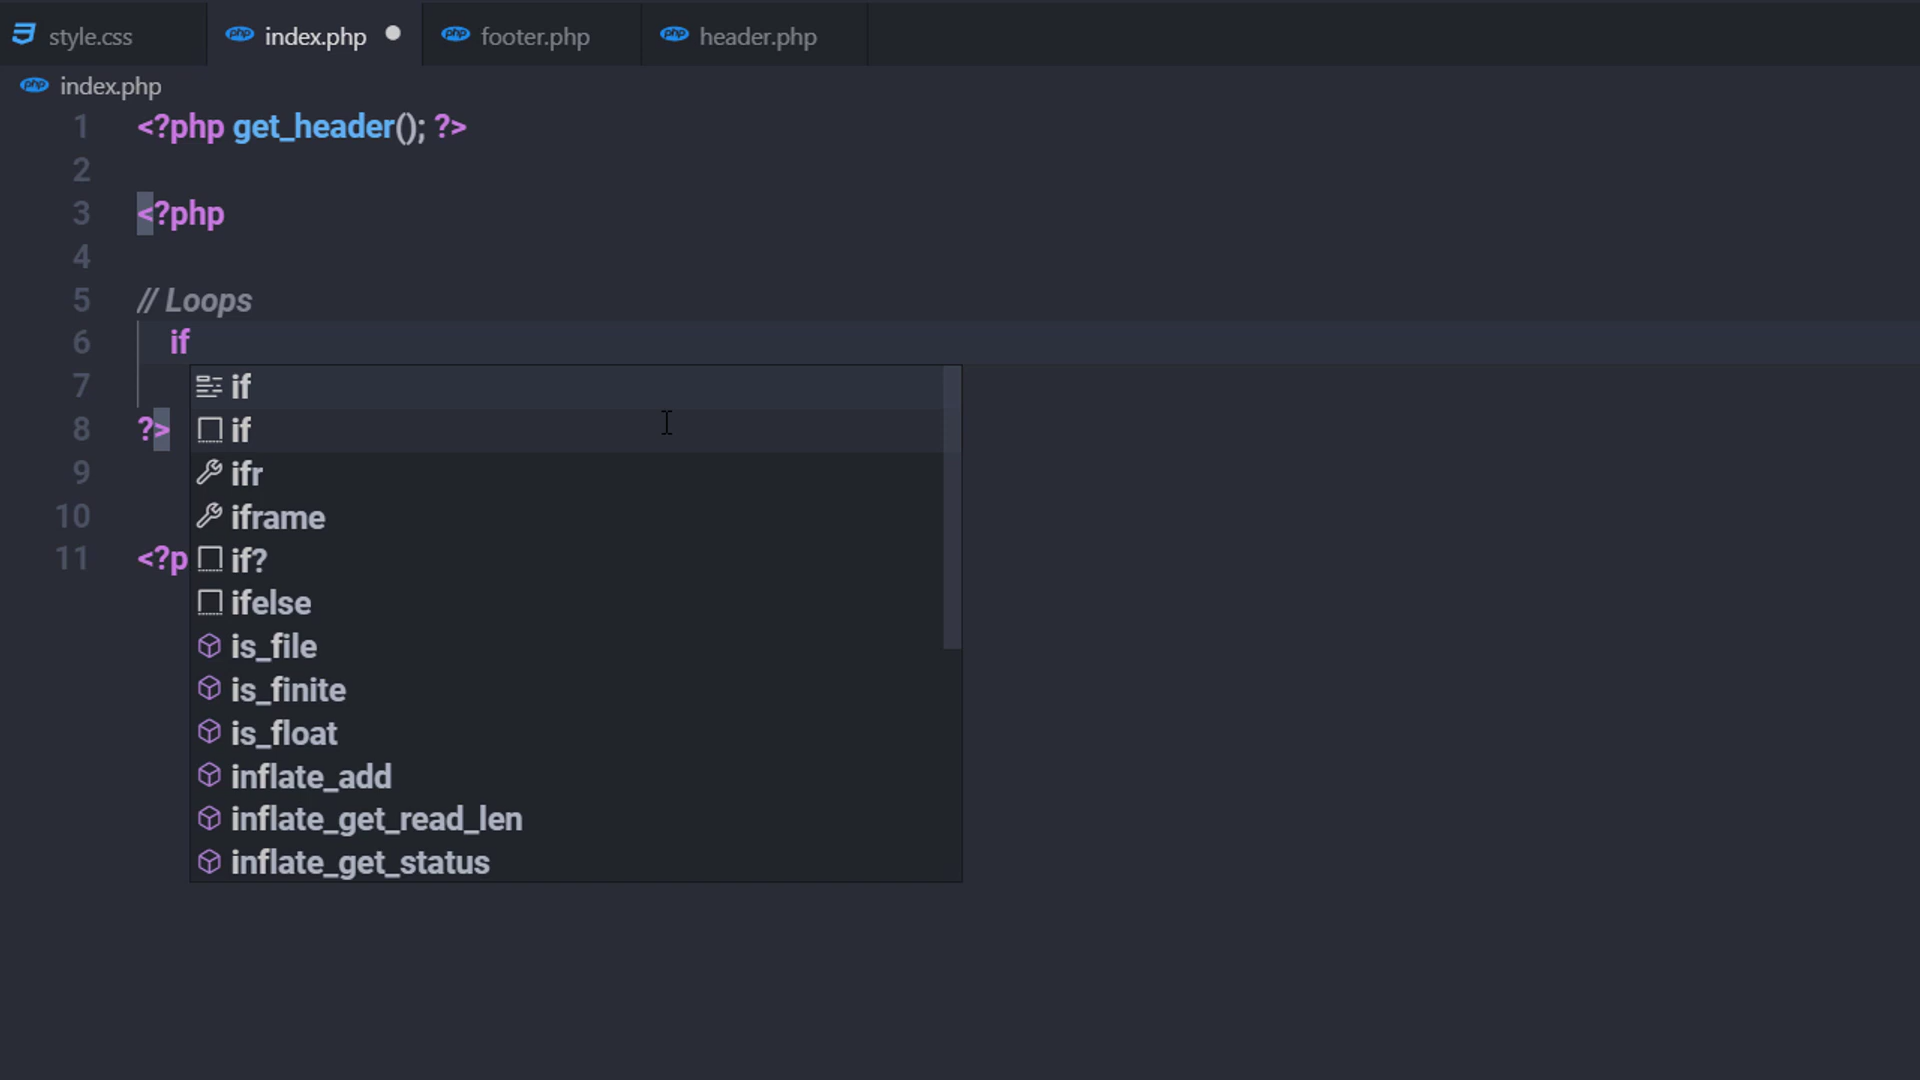 style.css index.php footer.php header.php
index.php
1 <?php get_header(); ?>
2
3 <?php
4
5 // Loops
6 if
7 if
8 ?> if
9 ifr
10 iframe
11 <?p if?
ifelse
is_file
is_finite
is_float
inflate_add
inflate_get_read_len
inflate_get_status